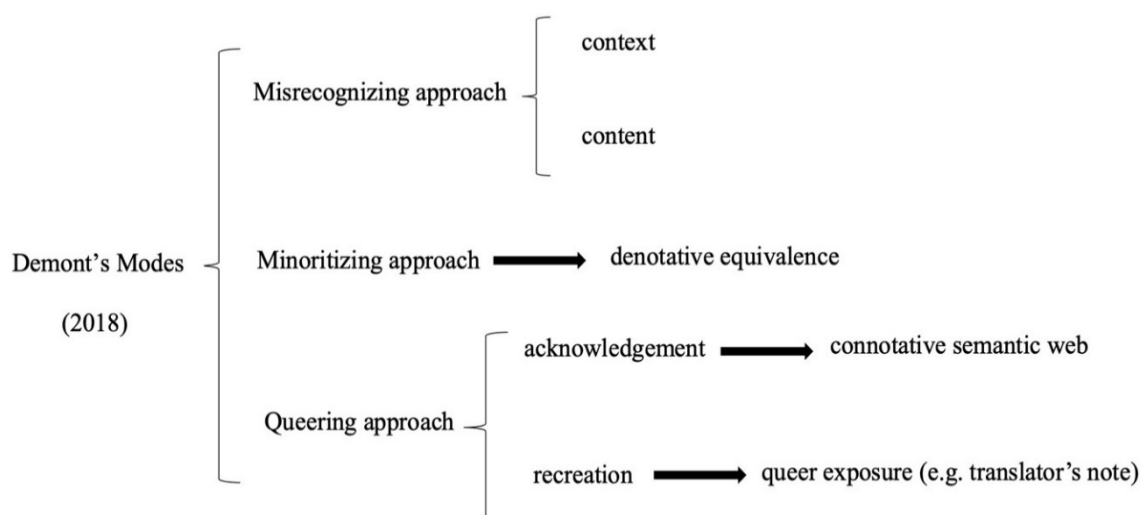 Demont’s Modes
(2018)
Misrecognizing approach
context
content
Minoritizing approach
denotative equivalence
Queering approach
acknowledgement
connotative semantic web
recreation
queer exposure (e.g. translator’s note)